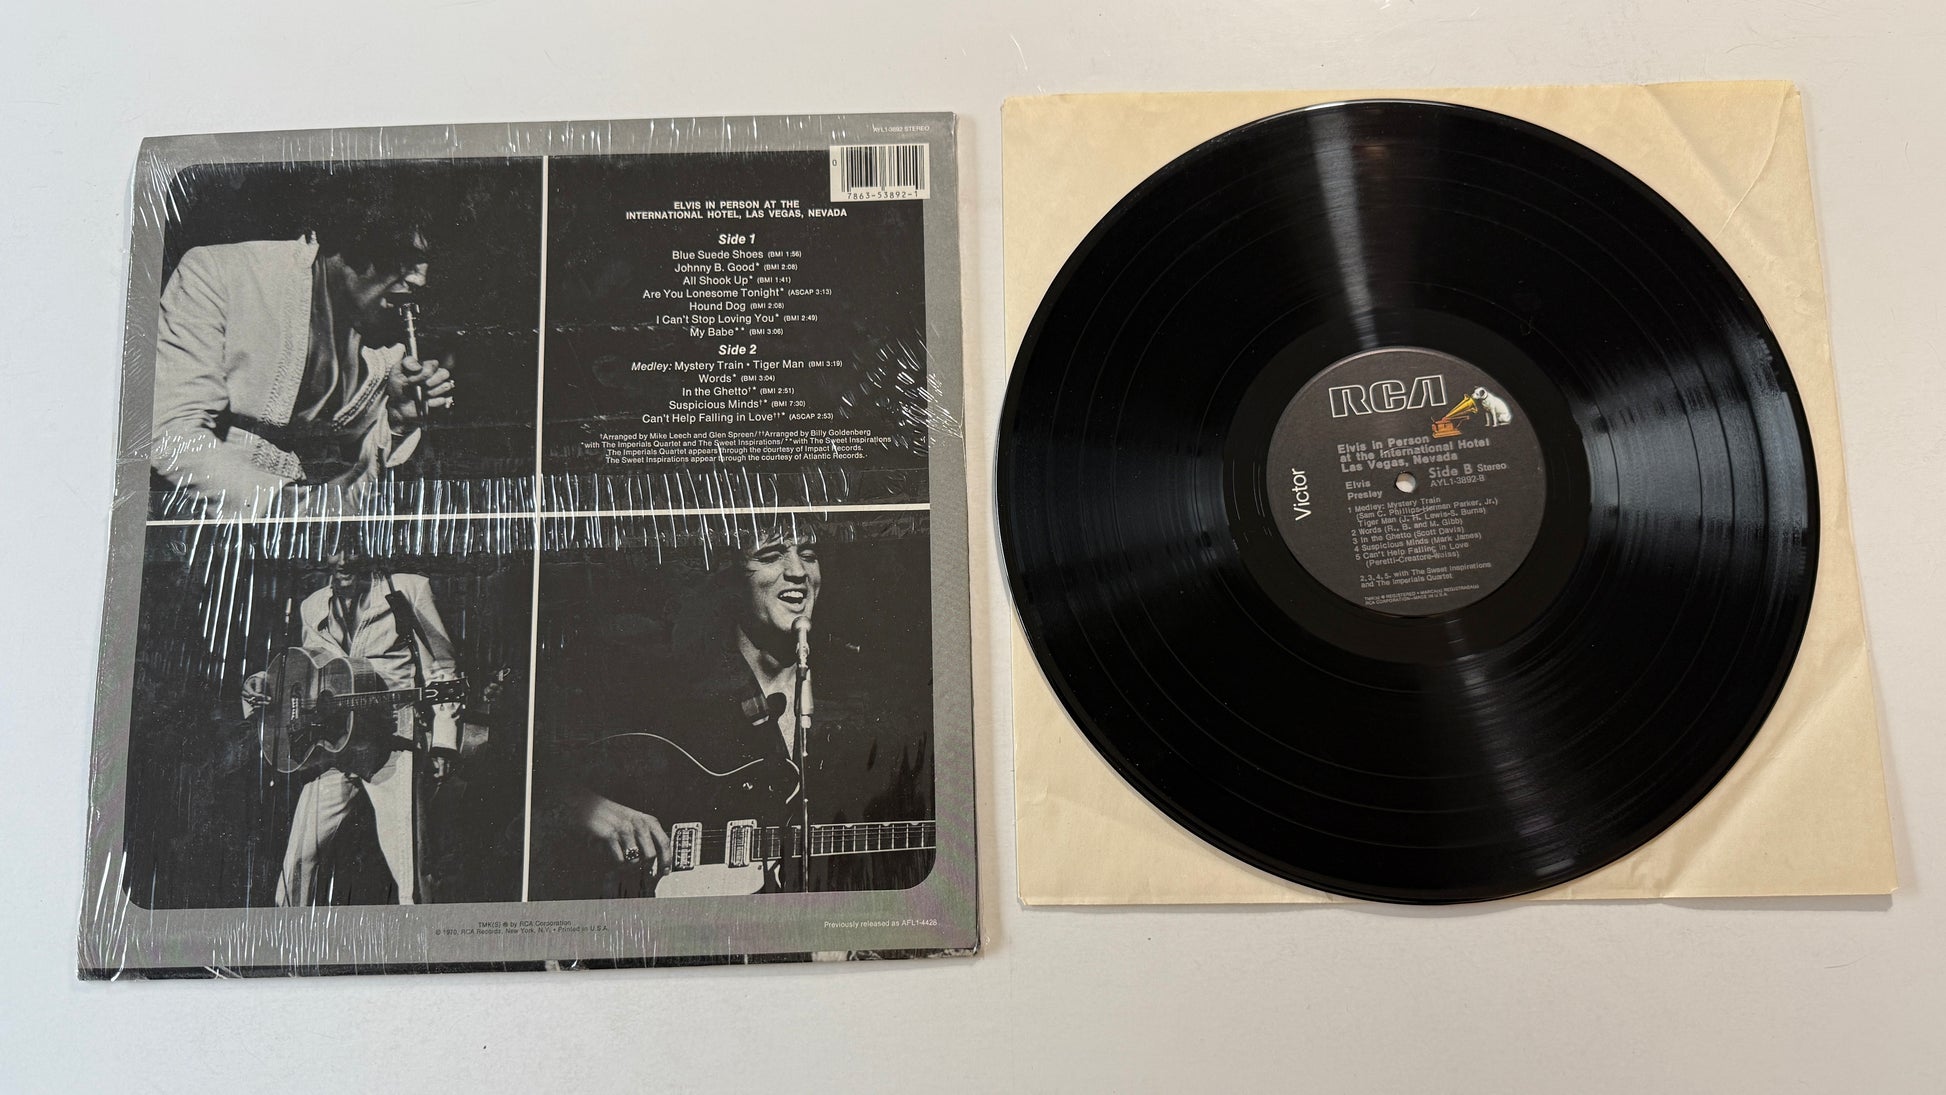 AYL1-3892 STEREO
0
7863-53892-1
ELVIS IN PERSON AT THE
INTERNATIONAL HOTEL, LAS VEGAS, NEVADA
Side 1
Blue Suede Shoes (BMI 1:56)
Johnny B. Good* (BMI 2:08)
All Shook Up* (BMI 1:41)
Are You Lonesome Tonight* (ASCAP 3:13)
Hound Dog (BMI 2:08)
I Can't Stop Loving You* (BMI 2:49)
My Babe** (BMI 3:06)
Side 2
Medley: Mystery Train • Tiger Man (BMI 3:19)
Words* (BMI 3:04)
In the Ghetto†* (BMI 2:51)
Suspicious Minds†* (BMI 7:30)
Can't Help Falling in Love††* (ASCAP 2:53)
†Arranged by Mike Leech and Glen Spreen/††Arranged by Billy Goldenberg
*with The Imperials Quartet and The Sweet Inspirations/**with The Sweet Inspirations
The Imperials Quartet appears through the courtesy of Impact Records.
The Sweet Inspirations appear through the courtesy of Atlantic Records.
TMK(S) ® by RCA Corporation
© 1970, RCA Records, New York, N.Y. • Printed in U.S.A.
Previously released as AFL1-4428
RCA
Victor
Elvis in Person
at the International Hotel
Las Vegas, Nevada
Side B Stereo
AYL1-3892-B
Elvis
Presley
1 Medley: Mystery Train
(Sam C. Phillips-Herman Parker, Jr.)
Tiger Man (J. H. Lewis-S. Burns)
2 Words (R., B. and M. Gibb)
3 In the Ghetto (Scott Davis)
4 Suspicious Minds (Mark James)
5 Can't Help Falling in Love
(Peretti-Creatore-Weiss)
2, 3, 4, 5- with The Sweet Inspirations
and The Imperials Quartet
TMK(s) ® REGISTERED • MARCA(s) REGISTRADA(s)
RCA CORPORATION—MADE IN U.S.A.